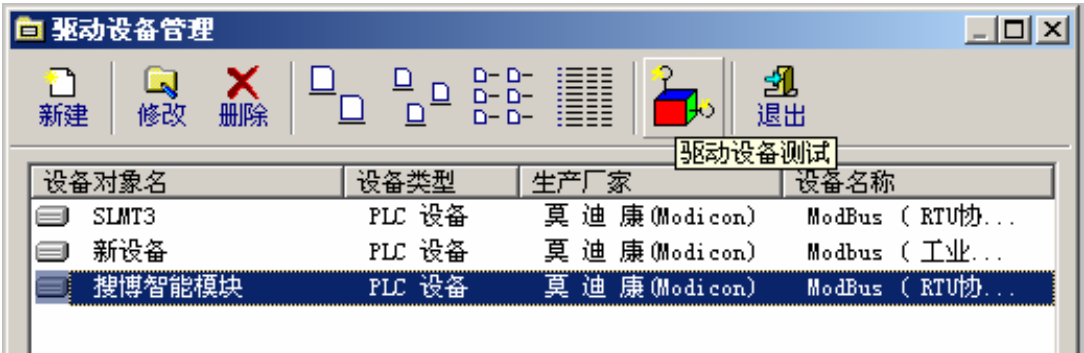 驱动设备管理
新建 修改 删除 退出
驱动设备测试
设备对象名 设备类型 生产厂家 设备名称
SLMT3 PLC 设备 莫迪康(Modicon) ModBus ( RTU协...
新设备 PLC 设备 莫迪康(Modicon) Modbus ( 工业...
搜博智能模块 PLC 设备 莫迪康(Modicon) ModBus ( RTU协...